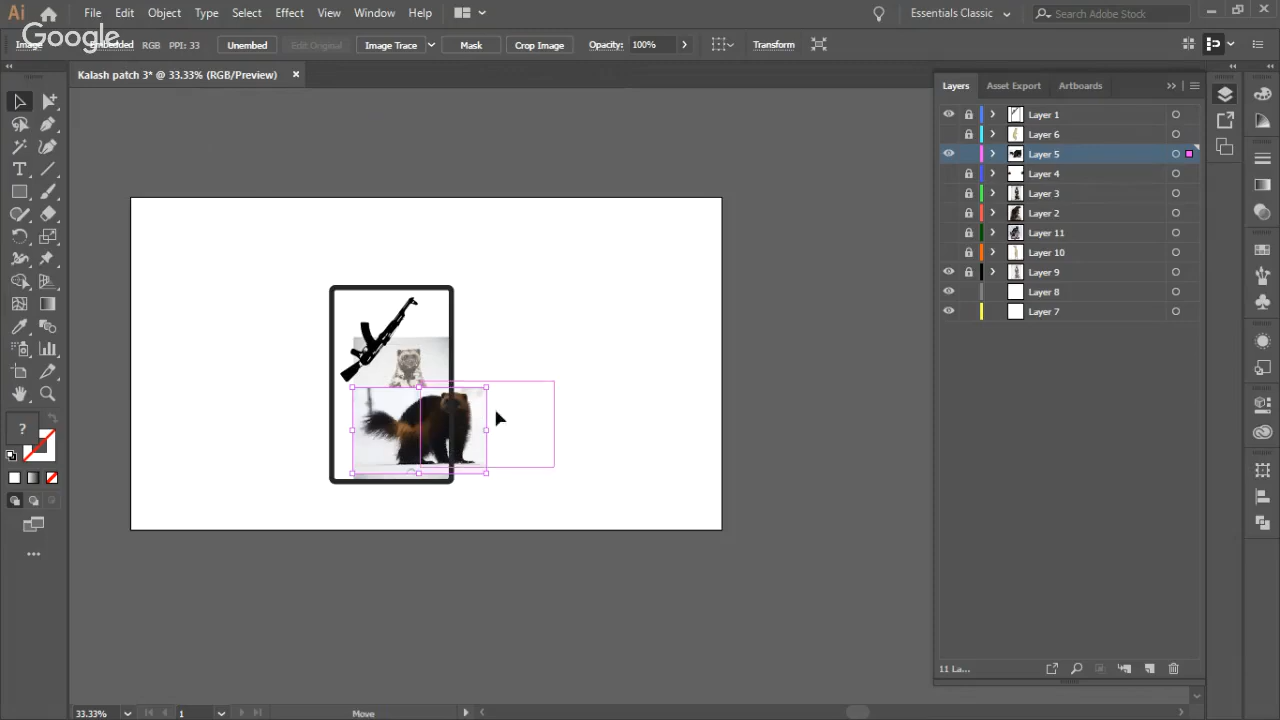 Ai File Edit Object Type Select Effect View Window Help Essentials Classic Search Adobe Stock
Google
Image Embedded RGB PPI: 33 Unembed Edit Original Image Trace Mask Crop Image Opacity: 100% Transform
Kalash patch 3* @ 33.33% (RGB/Preview) ×
Layers Asset Export Artboards
Layer 1
Layer 6
Layer 5
Layer 4
Layer 3
Layer 2
Layer 11
Layer 10
Layer 9
Layer 8
Layer 7
?
11 La...
33.33% 1 Move